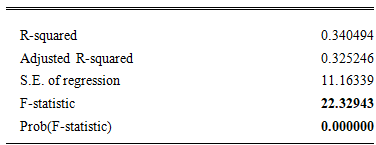 R-squared 0.340494
Adjusted R-squared 0.325246
S.E. of regression 11.16339
F-statistic 22.32943
Prob(F-statistic) 0.000000